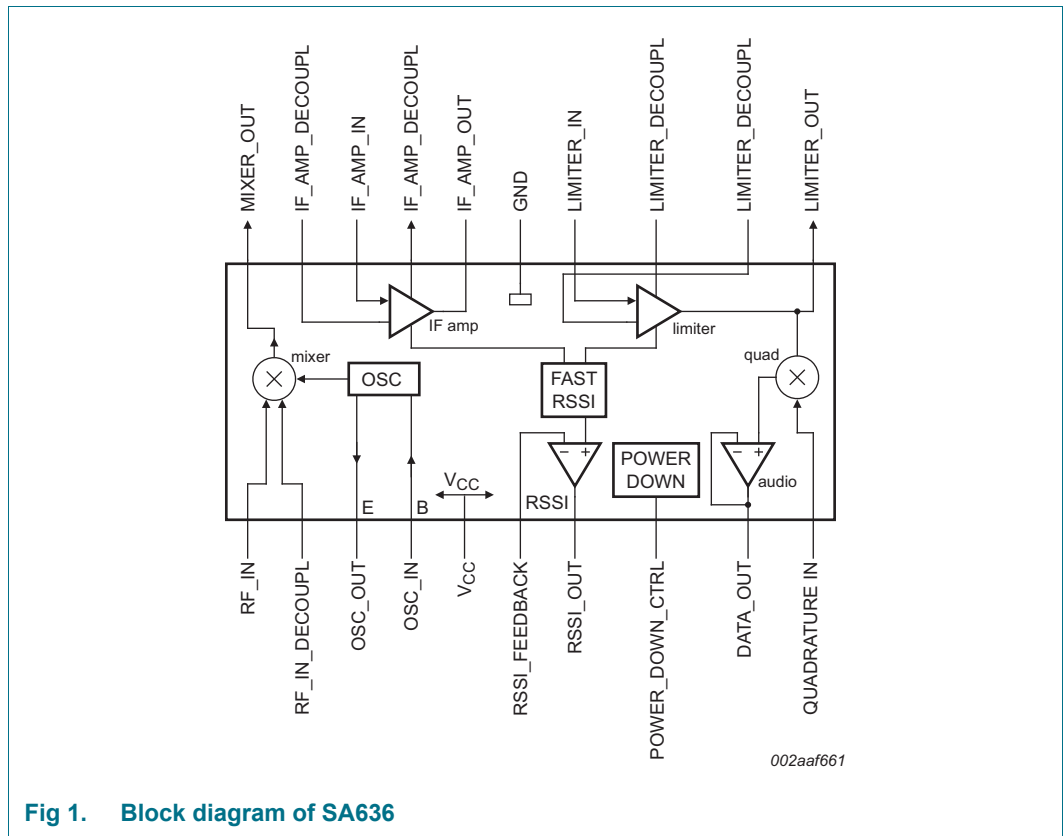 MIXER_OUT
IF_AMP_DECOUPL
IF_AMP_IN
IF_AMP_DECOUPL
IF_AMP_OUT
GND
LIMITER_IN
LIMITER_DECOUPL
LIMITER_DECOUPL
LIMITER_OUT
IF amp
limiter
mixer
quad
OSC
FAST
RSSI
POWER
DOWN
- +
- +
audio
VCC
RSSI
E
B
RF_IN
RF_IN_DECOUPL
OSC_OUT
OSC_IN
VCC
RSSI_FEEDBACK
RSSI_OUT
POWER_DOWN_CTRL
DATA_OUT
QUADRATURE IN
002aaf661
Fig 1. Block diagram of SA636